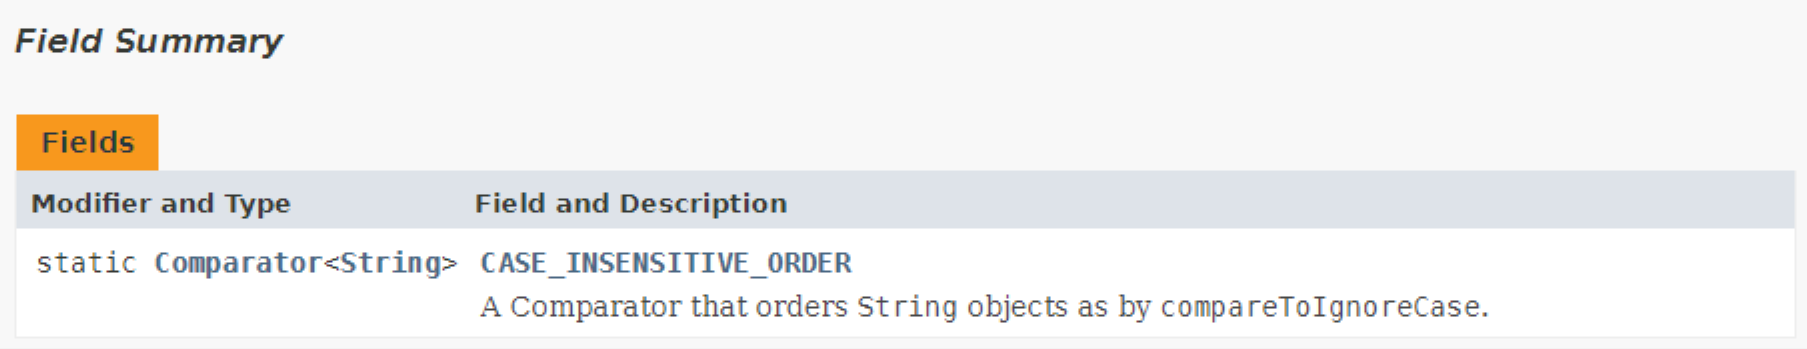 Field Summary
Fields
Modifier and Type Field and Description
static Comparator<String> CASE_INSENSITIVE_ORDER
A Comparator that orders String objects as by compareToIgnoreCase.